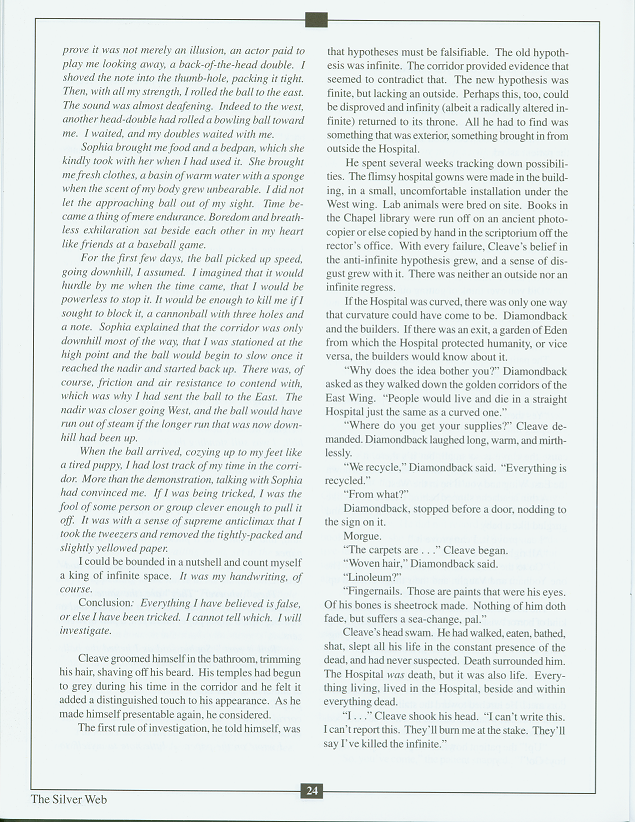 prove it was not merely an illusion, an actor paid to
play me looking away, a back-of-the-head double. I
shoved the note into the thumb-hole, packing it tight.
Then, with all my strength, I rolled the ball to the east.
The sound was almost deafening. Indeed to the west,
another head-double had rolled a bowling ball toward
me. I waited, and my doubles waited with me.
Sophia brought me food and a bedpan, which she
kindly took with her when I had used it. She brought
me fresh clothes, a basin of warm water with a sponge
when the scent of my body grew unbearable. I did not
let the approaching ball out of my sight. Time be-
came a thing of mere endurance. Boredom and breath-
less exhilaration sat beside each other in my heart
like friends at a baseball game.
For the first few days, the ball picked up speed,
going downhill, I assumed. I imagined that it would
hurdle by me when the time came, that I would be
powerless to stop it. It would be enough to kill me if I
sought to block it, a cannonball with three holes and
a note. Sophia explained that the corridor was only
downhill most of the way, that I was stationed at the
high point and the ball would begin to slow once it
reached the nadir and started back up. There was, of
course, friction and air resistance to contend with,
which was why I had sent the ball to the East. The
nadir was closer going West, and the ball would have
run out of steam if the longer run that was now down-
hill had been up.
When the ball arrived, cozying up to my feet like
a tired puppy, I had lost track of my time in the corri-
dor. More than the demonstration, talking with Sophia
had convinced me. If I was being tricked, I was the
fool of some person or group clever enough to pull it
off. It was with a sense of supreme anticlimax that I
took the tweezers and removed the tightly-packed and
slightly yellowed paper.
I could be bounded in a nutshell and count myself
a king of infinite space. It was my handwriting, of
course.
Conclusion: Everything I have believed is false,
or else I have been tricked. I cannot tell which. I will
investigate.
Cleave groomed himself in the bathroom, trimming
his hair, shaving off his beard. His temples had begun
to grey during his time in the corridor and he felt it
added a distinguished touch to his appearance. As he
made himself presentable again, he considered.
The first rule of investigation, he told himself, was
that hypotheses must be falsifiable. The old hypoth-
esis was infinite. The corridor provided evidence that
seemed to contradict that. The new hypothesis was
finite, but lacking an outside. Perhaps this, too, could
be disproved and infinity (albeit a radically altered in-
finite) returned to its throne. All he had to find was
something that was exterior, something brought in from
outside the Hospital.
He spent several weeks tracking down possibili-
ties. The flimsy hospital gowns were made in the build-
ing, in a small, uncomfortable installation under the
West wing. Lab animals were bred on site. Books in
the Chapel library were run off on an ancient photo-
copier or else copied by hand in the scriptorium off the
rector's office. With every failure, Cleave's belief in
the anti-infinite hypothesis grew, and a sense of dis-
gust grew with it. There was neither an outside nor an
infinite regress.
If the Hospital was curved, there was only one way
that curvature could have come to be. Diamondback
and the builders. If there was an exit, a garden of Eden
from which the Hospital protected humanity, or vice
versa, the builders would know about it.
"Why does the idea bother you?" Diamondback
asked as they walked down the golden corridors of the
East Wing. "People would live and die in a straight
Hospital just the same as a curved one."
"Where do you get your supplies?" Cleave de-
manded. Diamondback laughed long, warm, and mirth-
lessly.
"We recycle," Diamondback said. "Everything is
recycled."
"From what?"
Diamondback, stopped before a door, nodding to
the sign on it.
Morgue.
"The carpets are . . ." Cleave began.
"Woven hair," Diamondback said.
"Linoleum?"
"Fingernails. Those are paints that were his eyes.
Of his bones is sheetrock made. Nothing of him doth
fade, but suffers a sea-change, pal."
Cleave's head swam. He had walked, eaten, bathed,
shat, slept all his life in the constant presence of the
dead, and had never suspected. Death surrounded him.
The Hospital was death, but it was also life. Every-
thing living, lived in the Hospital, beside and within
everything dead.
"I . . ." Cleave shook his head. "I can't write this.
I can't report this. They'll burn me at the stake. They'll
say I've killed the infinite."
24
The Silver Web